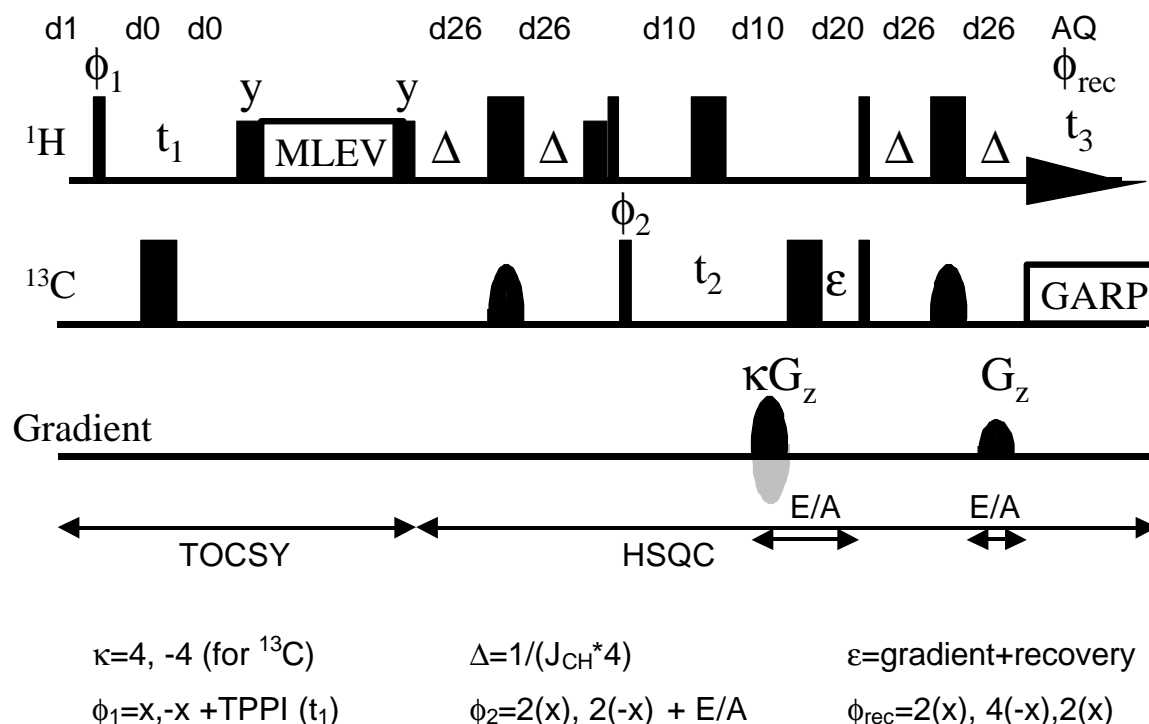 d1 d0 d0 d26 d26 d10 d10 d20 d26 d26 AQ
ϕ1 ϕrec
y y
1H t1 MLEV Δ Δ Δ Δ t3
ϕ2
13C t2 ε GARP
κGz Gz
Gradient
E/A E/A
TOCSY HSQC
κ=4, -4 (for 13C) Δ=1/(JCH*4) ε=gradient+recovery
ϕ1=x,-x +TPPI (t1) ϕ2=2(x), 2(-x) + E/A ϕrec=2(x), 4(-x),2(x)